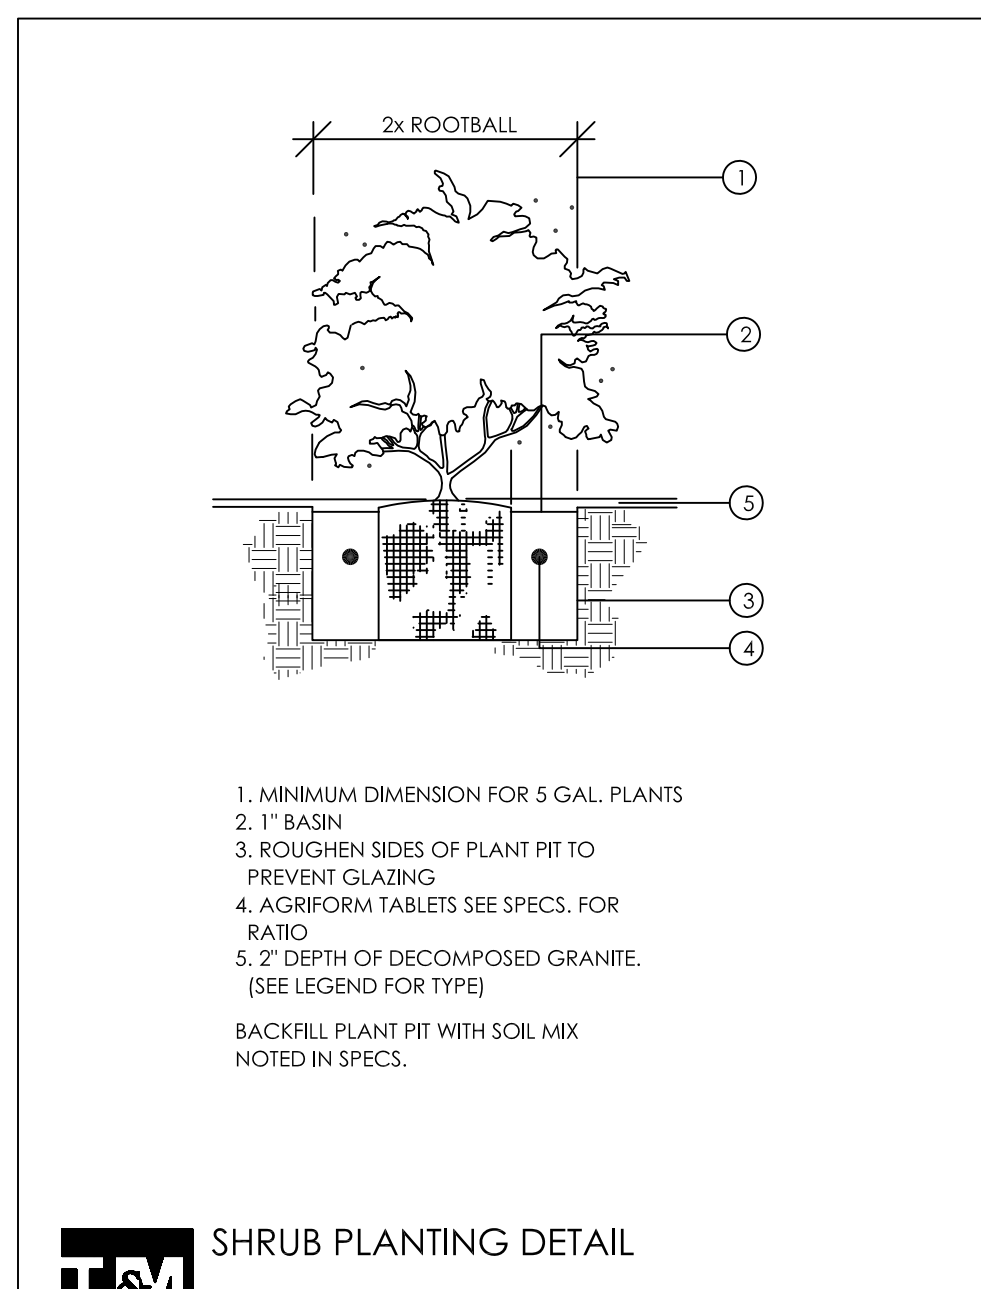 2x ROOTBALL
1
2
5
3
4
1. MINIMUM DIMENSION FOR 5 GAL. PLANTS
2. 1" BASIN
3. ROUGHEN SIDES OF PLANT PIT TO
PREVENT GLAZING
4. AGRIFORM TABLETS SEE SPECS. FOR
RATIO
5. 2" DEPTH OF DECOMPOSED GRANITE.
(SEE LEGEND FOR TYPE)
BACKFILL PLANT PIT WITH SOIL MIX
NOTED IN SPECS.
SHRUB PLANTING DETAIL
T&M